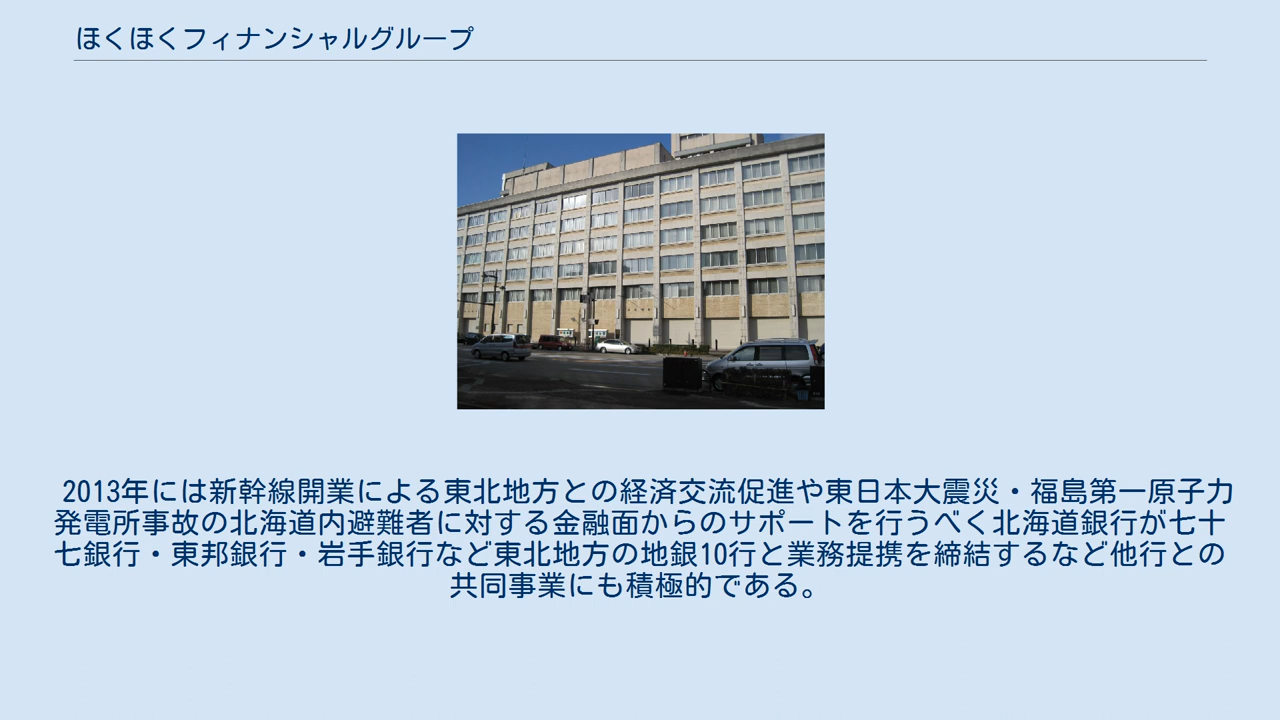 ほくほくフィナンシャルグループ
2013年には新幹線開業による東北地方との経済交流促進や東日本大震災・福島第一原子力
発電所事故の北海道内避難者に対する金融面からのサポートを行うべく北海道銀行が七十
七銀行・東邦銀行・岩手銀行など東北地方の地銀10行と業務提携を締結するなど他行との
共同事業にも積極的である。